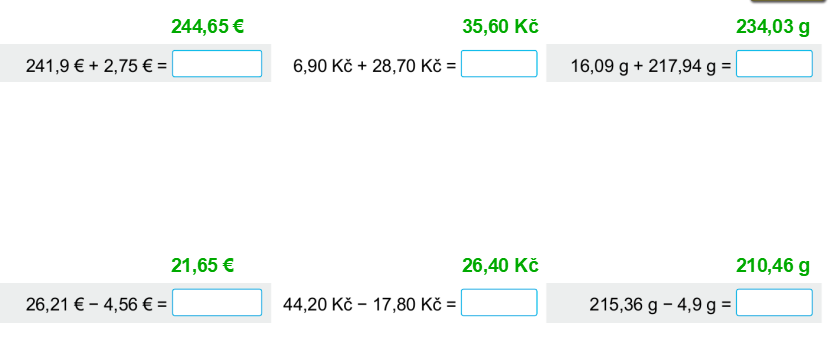 244,65 € 35,60 Kč 234,03 g
241,9 € + 2,75 € = 6,90 Kč + 28,70 Kč = 16,09 g + 217,94 g =
21,65 € 26,40 Kč 210,46 g
26,21 € − 4,56 € = 44,20 Kč − 17,80 Kč = 215,36 g − 4,9 g =